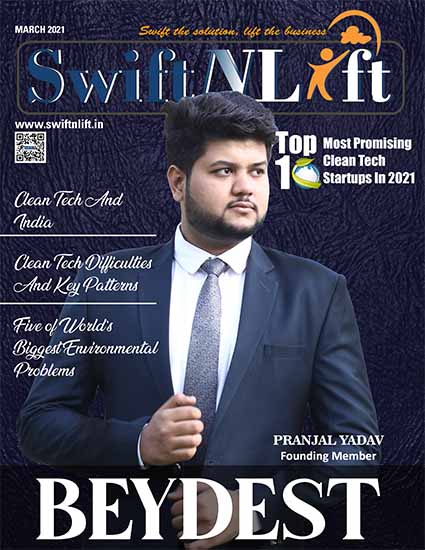 MARCH 2021
Swift the solution, lift the business
SwiftNLift
www.swiftnlift.in
Top
10
Most Promising
Clean Tech
Startups In 2021
Clean Tech And
India
Clean Tech Difficulties
And Key Patterns
Five of World's
Biggest Environmental
Problems
PRANJAL YADAV
Founding Member
BEYDEST